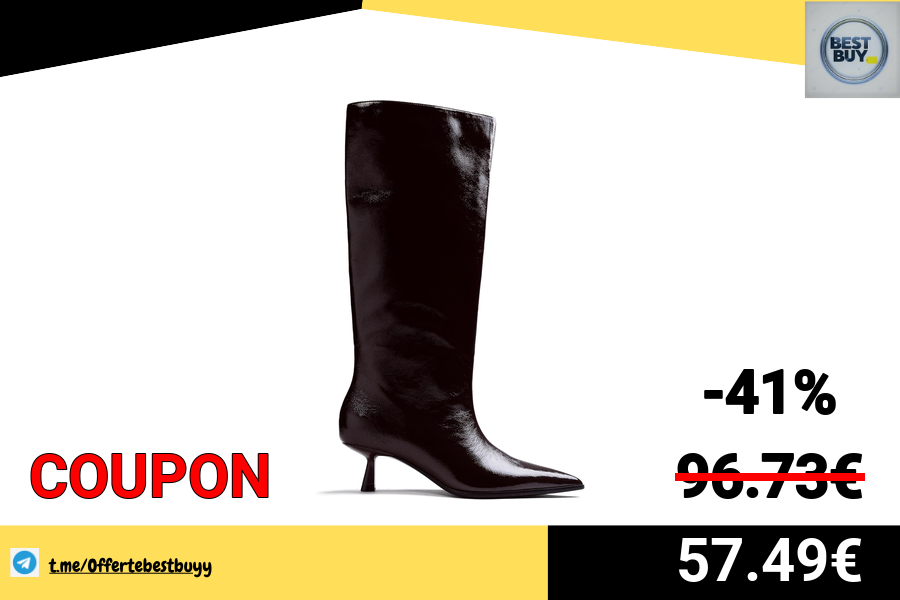 BEST
BUY
-41%
COUPON
96.73€
57.49€
t.me/Offertebestbuyy